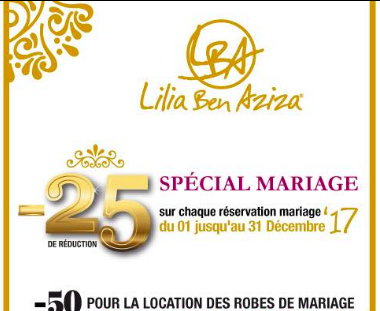 LBA
Lilia Ben Aziza®
-25
DE RÉDUCTION
SPÉCIAL MARIAGE
sur chaque réservation mariage
du 01 jusqu'au 31 Décembre '17
-50 POUR LA LOCATION DES ROBES DE MARIAGE